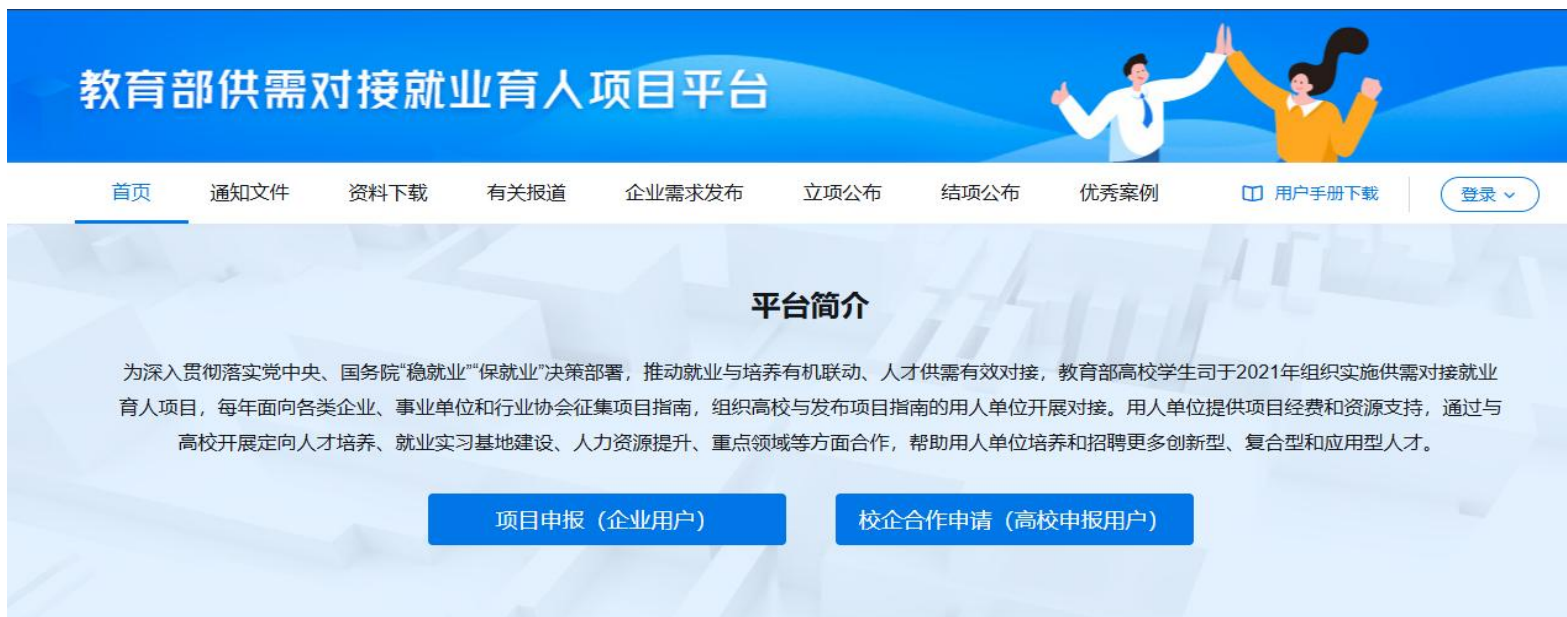 教育部供需对接就业育人项目平台
首页 通知文件 资料下载 有关报道 企业需求发布 立项公布 结项公布 优秀案例 用户手册下载 登录
平台简介
为深入贯彻落实党中央、国务院“稳就业”“保就业”决策部署，推动就业与培养有机联动、人才供需有效对接，教育部高校学生司于2021年组织实施供需对接就业
育人项目，每年面向各类企业、事业单位和行业协会征集项目指南，组织高校与发布项目指南的用人单位开展对接。用人单位提供项目经费和资源支持，通过与
高校开展定向人才培养、就业实习基地建设、人力资源提升、重点领域等方面合作，帮助用人单位培养和招聘更多创新型、复合型和应用型人才。
项目申报（企业用户） 校企合作申请（高校申报用户）